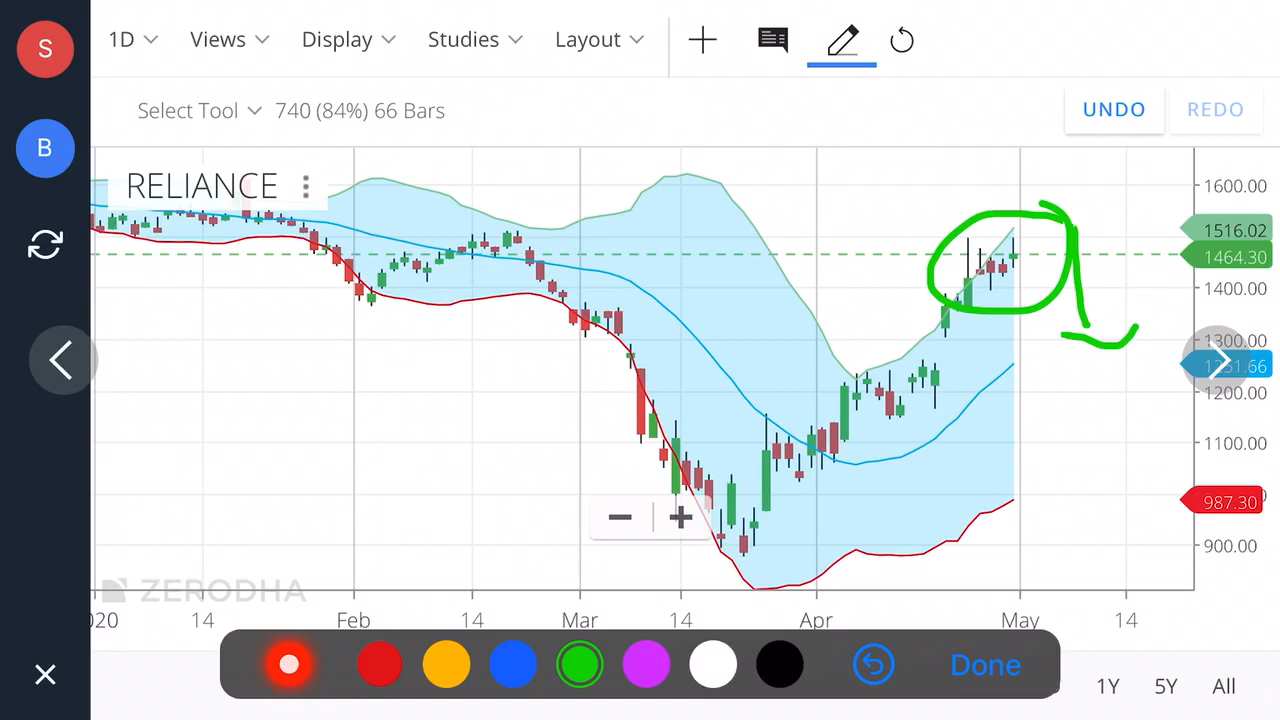 S
1D Views Display Studies Layout
Select Tool 740 (84%) 66 Bars UNDO REDO
B
RELIANCE
1600.00
1516.02
1464.30
1400.00
1300.00
1200.00
1100.00
987.30
900.00
ZERODHA
14 Feb 14 Mar 14 Apr May 14
Done
1Y 5Y All